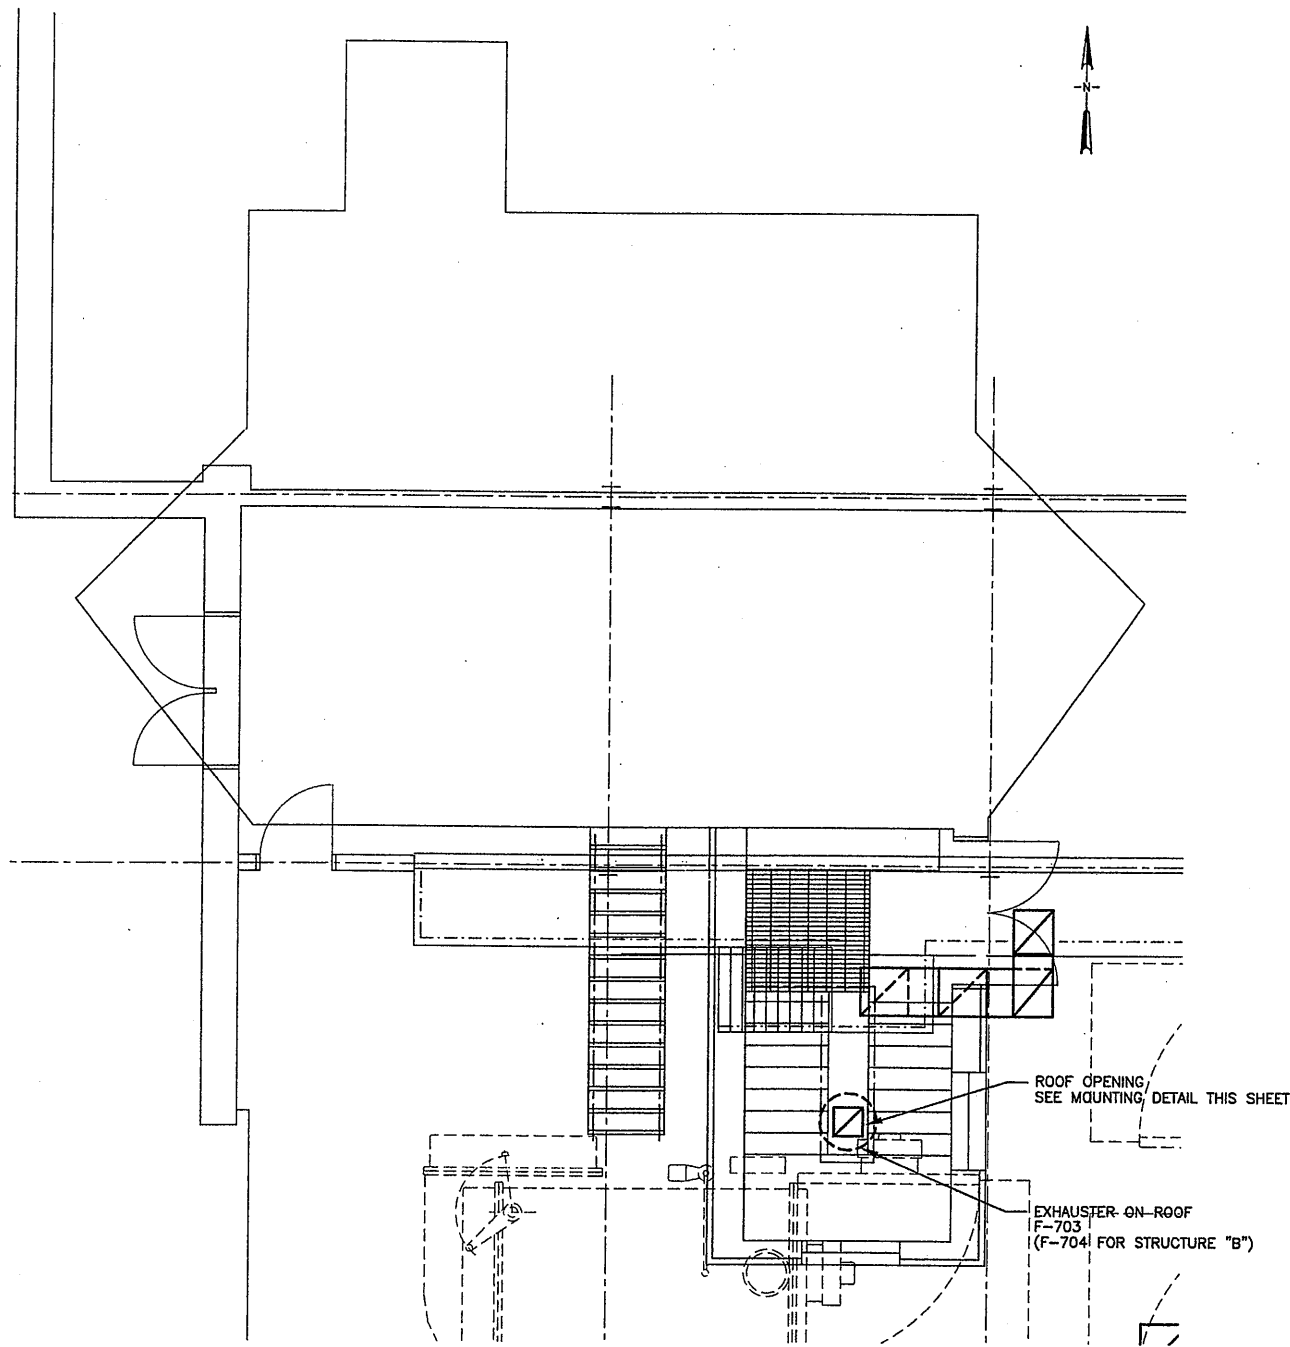 -N-
ROOF OPENING
SEE MOUNTING DETAIL THIS SHEET
EXHAUSTER ON ROOF
F-703
(F-704 FOR STRUCTURE "B")